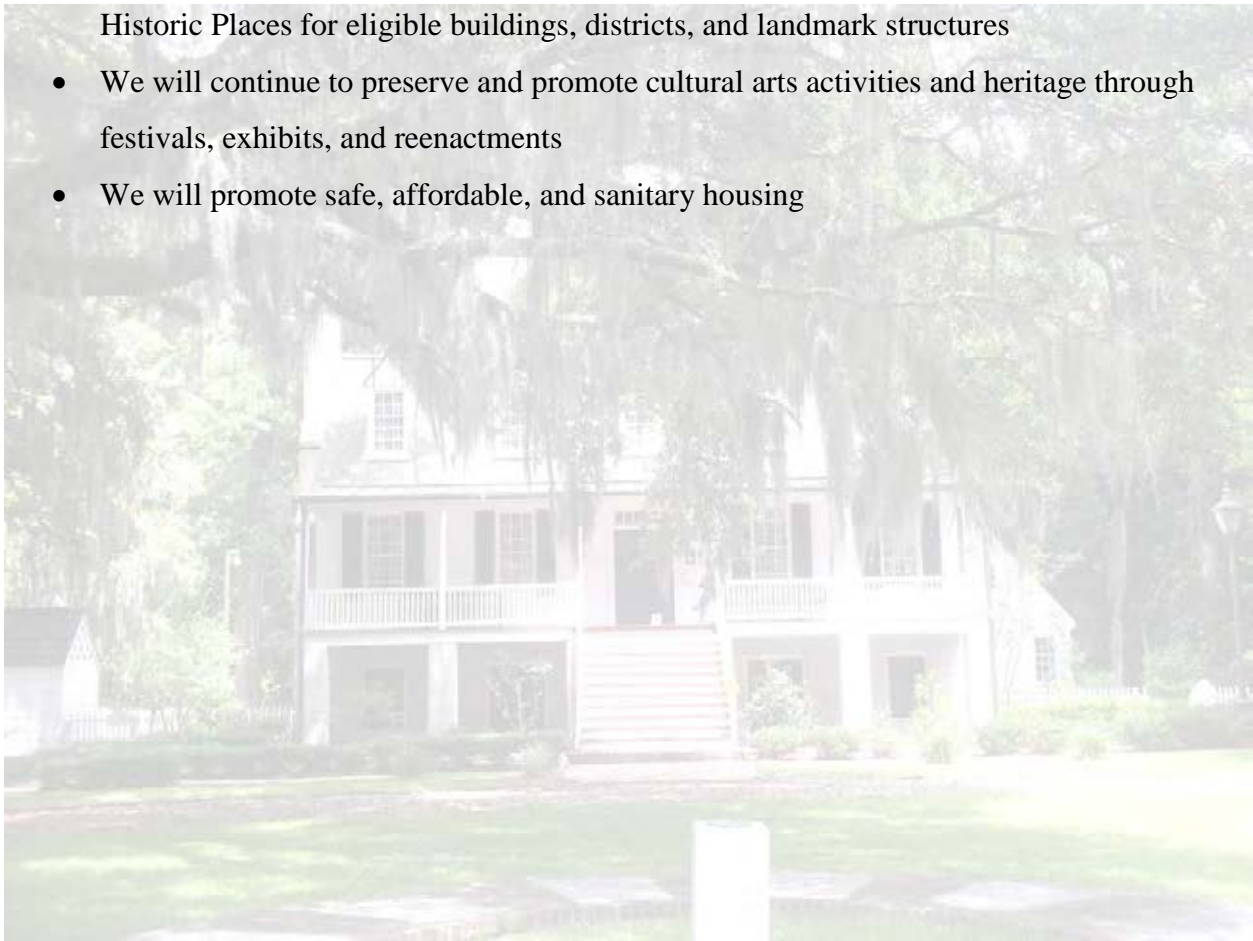 Historic Places for eligible buildings, districts, and landmark structures
• We will continue to preserve and promote cultural arts activities and heritage through
festivals, exhibits, and reenactments
• We will promote safe, affordable, and sanitary housing